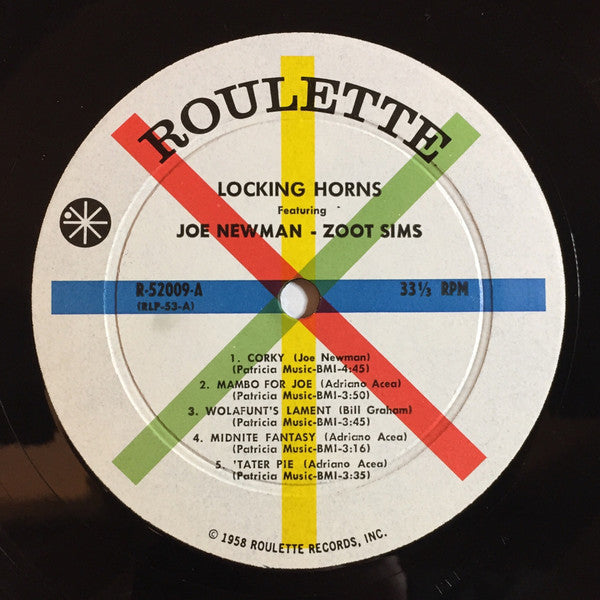 ROULETTE
LOCKING HORNS
Featuring
JOE NEWMAN - ZOOT SIMS
R-52009-A 33⅓ RPM
(RLP-53-A)
1. CORKY (Joe Newman)
(Patricia Music-BMI-4:45)
2. MAMBO FOR JOE (Adriano Acea)
(Patricia Music-BMI-3:50)
3. WOLAFUNT'S LAMENT (Bill Graham)
(Patricia Music-BMI-3:45)
4. MIDNITE FANTASY (Adriano Acea)
(Patricia Music-BMI-3:16)
5. 'TATER PIE (Adriano Acea)
(Patricia Music-BMI-3:35)
© 1958 ROULETTE RECORDS, INC.